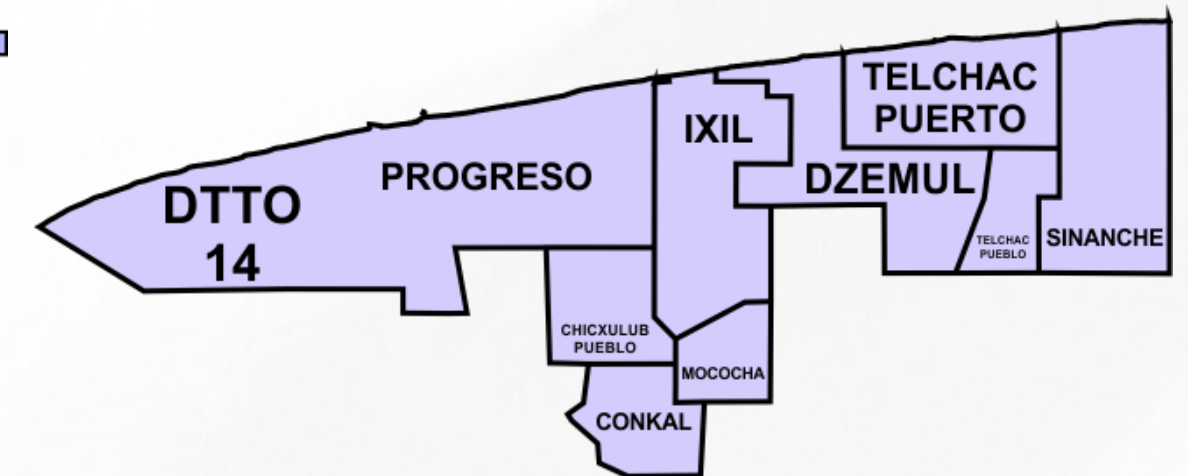 DTTO
14
PROGRESO
IXIL
TELCHAC
PUERTO
DZEMUL
TELCHAC
PUEBLO
SINANCHE
CHICXULUB
PUEBLO
MOCOCHA
CONKAL